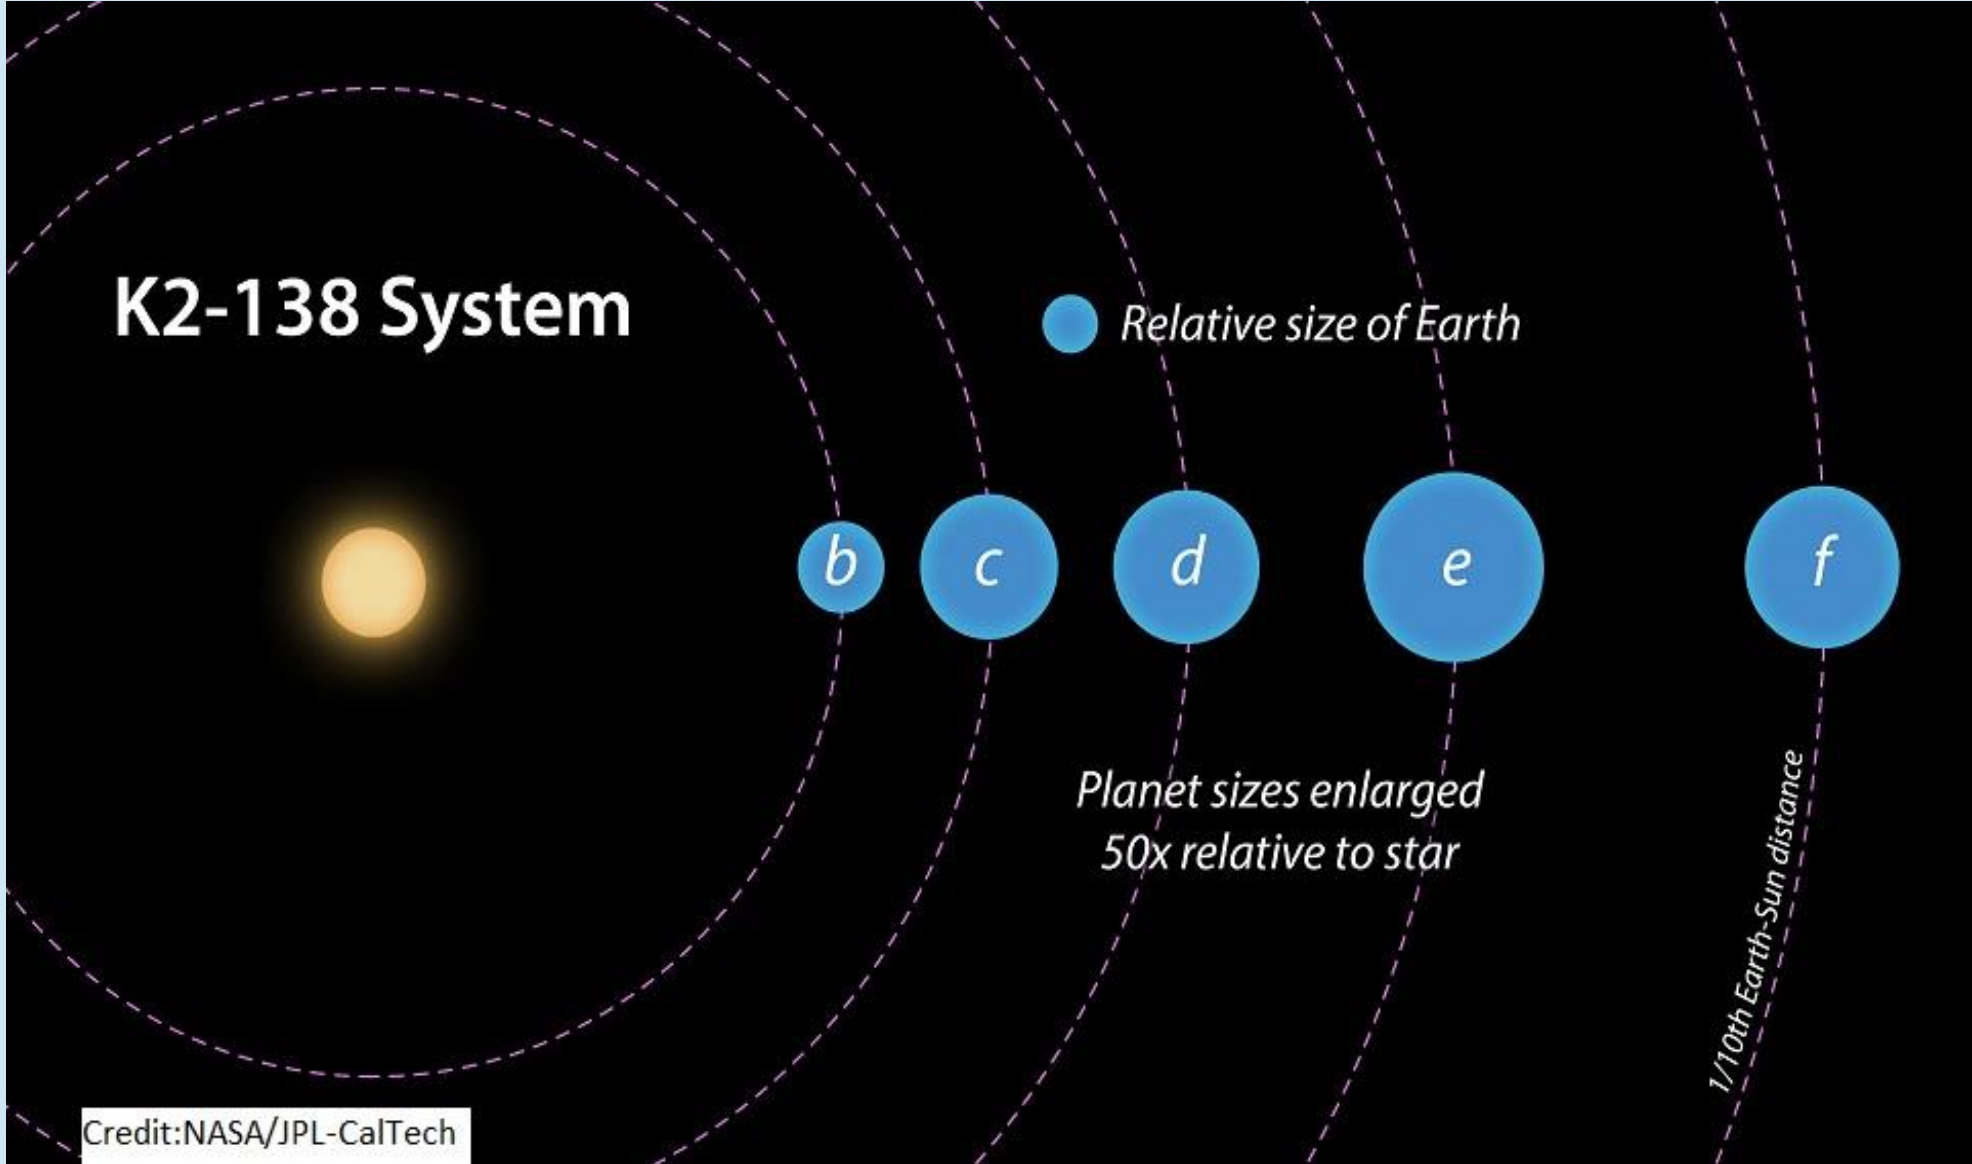 K2-138 System
Relative size of Earth
b
c
d
e
f
Planet sizes enlarged
50x relative to star
1/10th Earth-Sun distance
Credit:NASA/JPL-CalTech